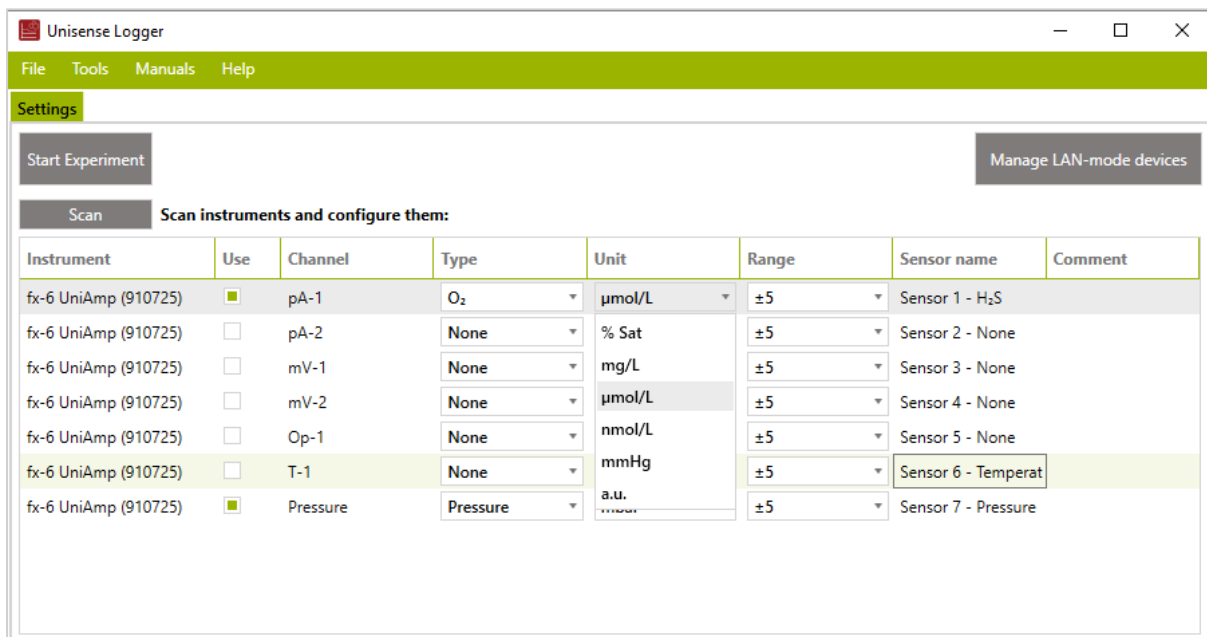 Unisense Logger
File Tools Manuals Help
Settings
Start Experiment Manage LAN-mode devices
Scan Scan instruments and configure them:
Instrument Use Channel Type Unit Range Sensor name Comment
fx-6 UniAmp (910725) pA-1 O₂ µmol/L ±5 Sensor 1 - H₂S
fx-6 UniAmp (910725) pA-2 None % Sat ±5 Sensor 2 - None
fx-6 UniAmp (910725) mV-1 None mg/L ±5 Sensor 3 - None
fx-6 UniAmp (910725) mV-2 None µmol/L ±5 Sensor 4 - None
fx-6 UniAmp (910725) Op-1 None nmol/L ±5 Sensor 5 - None
fx-6 UniAmp (910725) T-1 None mmHg ±5 Sensor 6 - Temperat
a.u.
fx-6 UniAmp (910725) Pressure Pressure ±5 Sensor 7 - Pressure